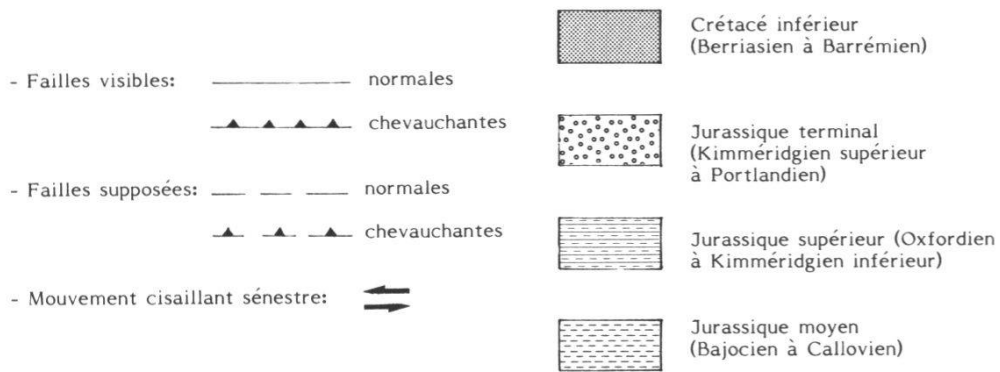 - Failles visibles:
normales
chevauchantes
- Failles supposées:
normales
chevauchantes
- Mouvement cisaillant sénestre:
Crétacé inférieur
(Berriasien à Barrémien)
Jurassique terminal
(Kimméridgien supérieur
à Portlandien)
Jurassique supérieur (Oxfordien
à Kimméridgien inférieur)
Jurassique moyen
(Bajocien à Callovien)